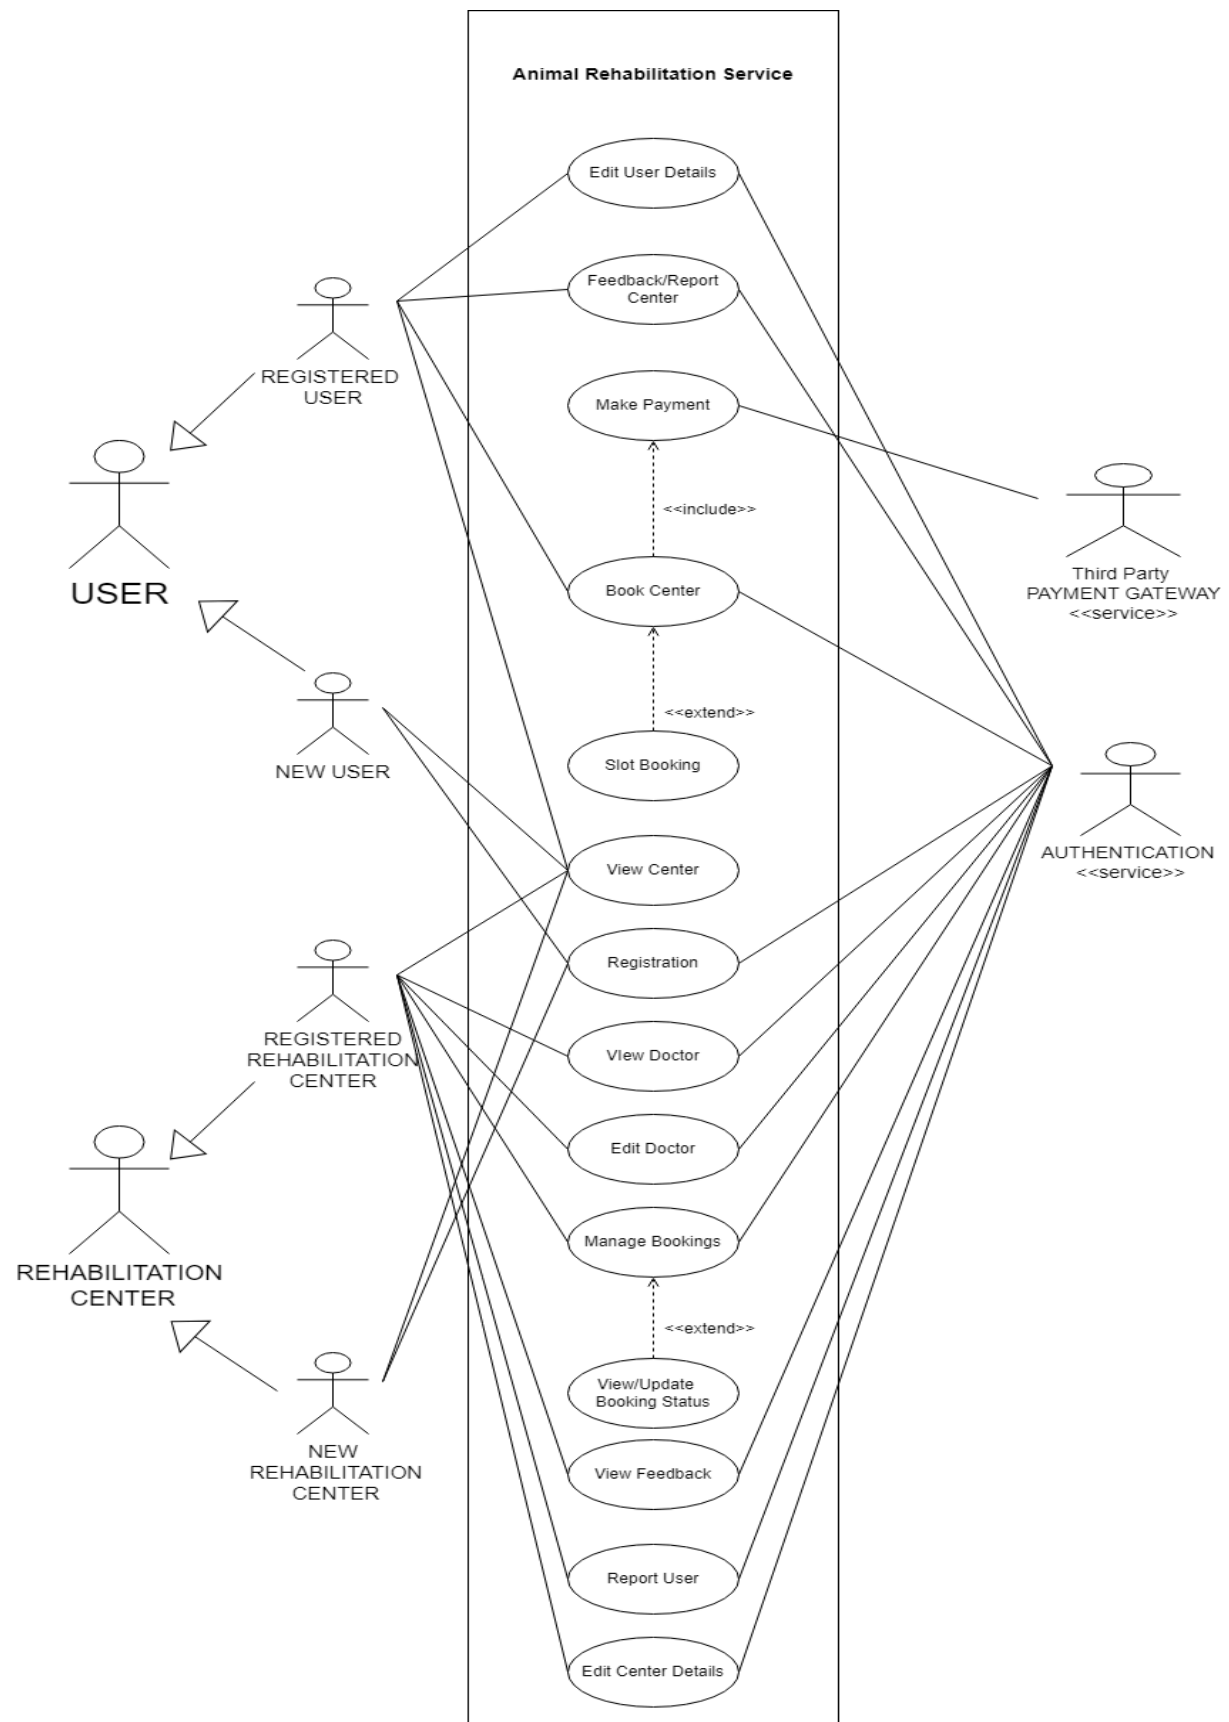 Animal Rehabilitation Service
Edit User Details
Feedback/Report
Center
REGISTERED
USER
Make Payment
USER
<<include>>
Third Party
PAYMENT GATEWAY
<<service>>
Book Center
<<extend>>
NEW USER
Slot Booking
AUTHENTICATION
<<service>>
View Center
Registration
REGISTERED
REHABILITATION
CENTER
VIew Doctor
Edit Doctor
Manage Bookings
REHABILITATION
CENTER
<<extend>>
View/Update
Booking Status
NEW
REHABILITATION
CENTER
View Feedback
Report User
Edit Center Details